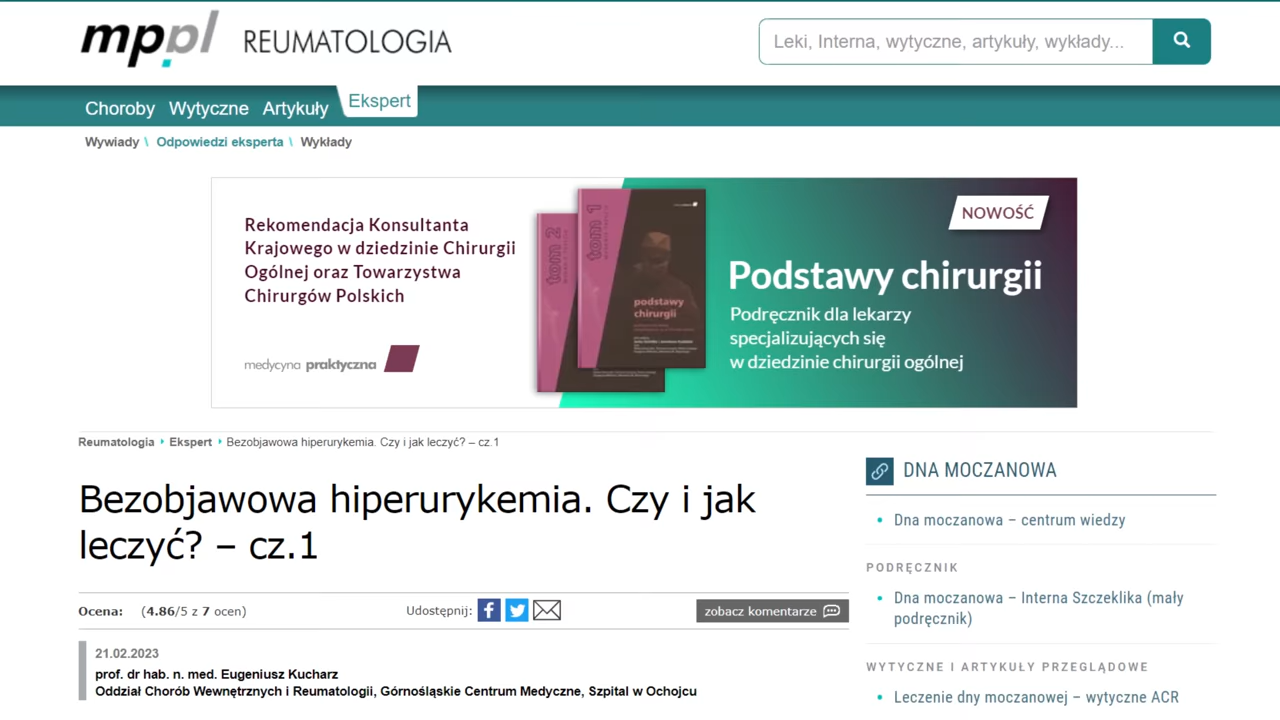 mp.pl REUMATOLOGIA
Leki, Interna, wytyczne, artykuły, wykłady...
Choroby Wytyczne Artykuły Ekspert
Wywiady \ Odpowiedzi eksperta \ Wykłady
Rekomendacja Konsultanta
Krajowego w dziedzinie Chirurgii
Ogólnej oraz Towarzystwa
Chirurgów Polskich
medycyna praktyczna
tom 2
tom 1
podstawy
chirurgii
NOWOŚĆ
Podstawy chirurgii
Podręcznik dla lekarzy
specjalizujących się
w dziedzinie chirurgii ogólnej
Reumatologia Ekspert Bezobjawowa hiperurykemia. Czy i jak leczyć? – cz.1
Bezobjawowa hiperurykemia. Czy i jak
leczyć? – cz.1
Ocena: (4.86/5 z 7 ocen)
Udostępnij:
zobacz komentarze
21.02.2023
prof. dr hab. n. med. Eugeniusz Kucharz
Oddział Chorób Wewnętrznych i Reumatologii, Górnośląskie Centrum Medyczne, Szpital w Ochojcu
DNA MOCZANOWA
• Dna moczanowa – centrum wiedzy
PODRĘCZNIK
• Dna moczanowa – Interna Szczeklika (mały
podręcznik)
WYTYCZNE I ARTYKUŁY PRZEGLĄDOWE
• Leczenie dny moczanowej – wytyczne ACR